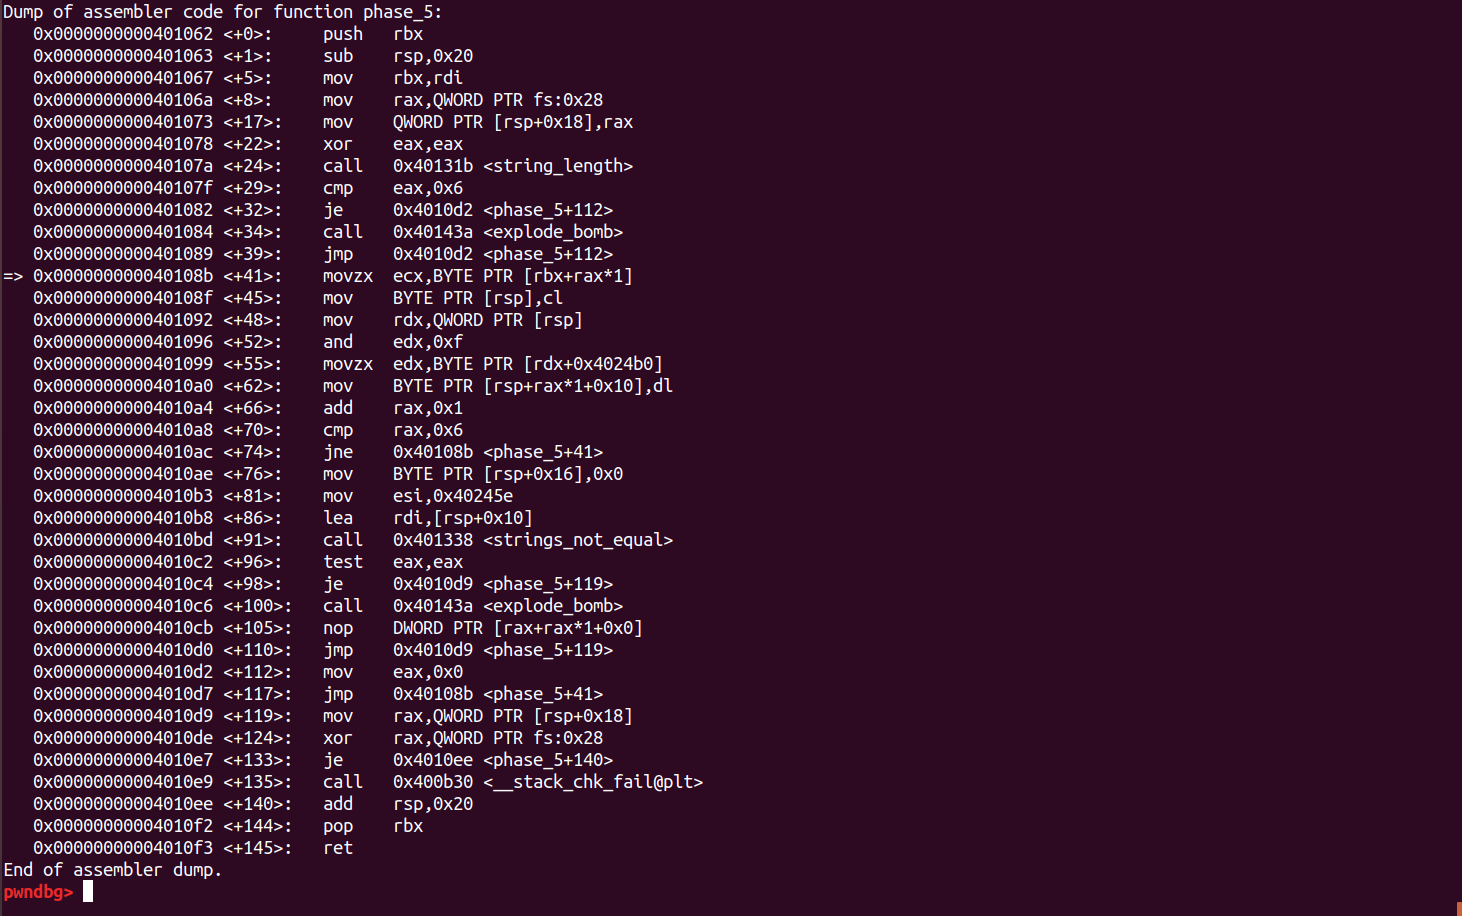 Dump of assembler code for function phase_5:
   0x0000000000401062 <+0>:     push   rbx
   0x0000000000401063 <+1>:     sub    rsp,0x20
   0x0000000000401067 <+5>:     mov    rbx,rdi
   0x000000000040106a <+8>:     mov    rax,QWORD PTR fs:0x28
   0x0000000000401073 <+17>:    mov    QWORD PTR [rsp+0x18],rax
   0x0000000000401078 <+22>:    xor    eax,eax
   0x000000000040107a <+24>:    call   0x40131b <string_length>
   0x000000000040107f <+29>:    cmp    eax,0x6
   0x0000000000401082 <+32>:    je     0x4010d2 <phase_5+112>
   0x0000000000401084 <+34>:    call   0x40143a <explode_bomb>
   0x0000000000401089 <+39>:    jmp    0x4010d2 <phase_5+112>
=> 0x000000000040108b <+41>:    movzx  ecx,BYTE PTR [rbx+rax*1]
   0x000000000040108f <+45>:    mov    BYTE PTR [rsp],cl
   0x0000000000401092 <+48>:    mov    rdx,QWORD PTR [rsp]
   0x0000000000401096 <+52>:    and    edx,0xf
   0x0000000000401099 <+55>:    movzx  edx,BYTE PTR [rdx+0x4024b0]
   0x00000000004010a0 <+62>:    mov    BYTE PTR [rsp+rax*1+0x10],dl
   0x00000000004010a4 <+66>:    add    rax,0x1
   0x00000000004010a8 <+70>:    cmp    rax,0x6
   0x00000000004010ac <+74>:    jne    0x40108b <phase_5+41>
   0x00000000004010ae <+76>:    mov    BYTE PTR [rsp+0x16],0x0
   0x00000000004010b3 <+81>:    mov    esi,0x40245e
   0x00000000004010b8 <+86>:    lea    rdi,[rsp+0x10]
   0x00000000004010bd <+91>:    call   0x401338 <strings_not_equal>
   0x00000000004010c2 <+96>:    test   eax,eax
   0x00000000004010c4 <+98>:    je     0x4010d9 <phase_5+119>
   0x00000000004010c6 <+100>:   call   0x40143a <explode_bomb>
   0x00000000004010cb <+105>:   nop    DWORD PTR [rax+rax*1+0x0]
   0x00000000004010d0 <+110>:   jmp    0x4010d9 <phase_5+119>
   0x00000000004010d2 <+112>:   mov    eax,0x0
   0x00000000004010d7 <+117>:   jmp    0x40108b <phase_5+41>
   0x00000000004010d9 <+119>:   mov    rax,QWORD PTR [rsp+0x18]
   0x00000000004010de <+124>:   xor    rax,QWORD PTR fs:0x28
   0x00000000004010e7 <+133>:   je     0x4010ee <phase_5+140>
   0x00000000004010e9 <+135>:   call   0x400b30 <__stack_chk_fail@plt>
   0x00000000004010ee <+140>:   add    rsp,0x20
   0x00000000004010f2 <+144>:   pop    rbx
   0x00000000004010f3 <+145>:   ret
End of assembler dump.
pwndbg>